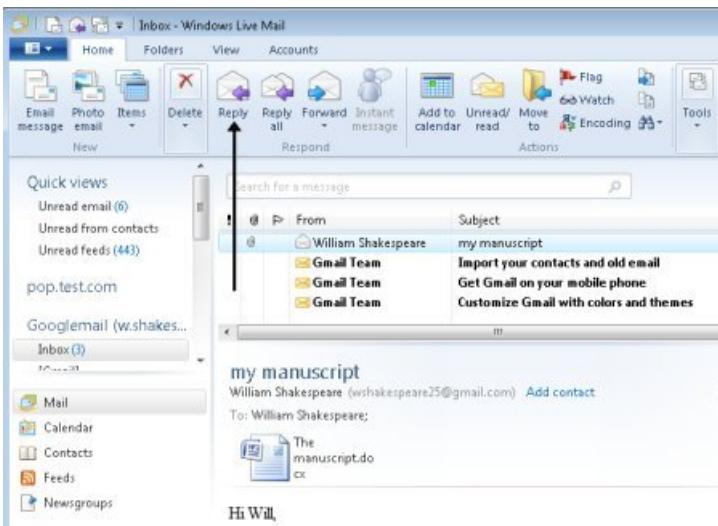 Inbox - Windows Live Mail
Home Folders View Accounts
Email message
Photo email
Items
Delete
Reply
Reply all
Forward
Instant message
Add to calendar
Unread/ read
Move to
Flag
Watch
Encoding
Tools
New
Respond
Actions
Quick views
Unread email (6)
Unread from contacts
Unread feeds (443)
pop.test.com
Googlemail (w.shakes...
Inbox (3)
Mail
Calendar
Contacts
Feeds
Newsgroups
Search for a message
! From Subject
William Shakespeare my manuscript
Gmail Team Import your contacts and old email
Gmail Team Get Gmail on your mobile phone
Gmail Team Customize Gmail with colors and themes
my manuscript
William Shakespeare (wshakespeare25@gmail.com) Add contact
To: William Shakespeare;
The
manuscript.do
cx
Hi Will,